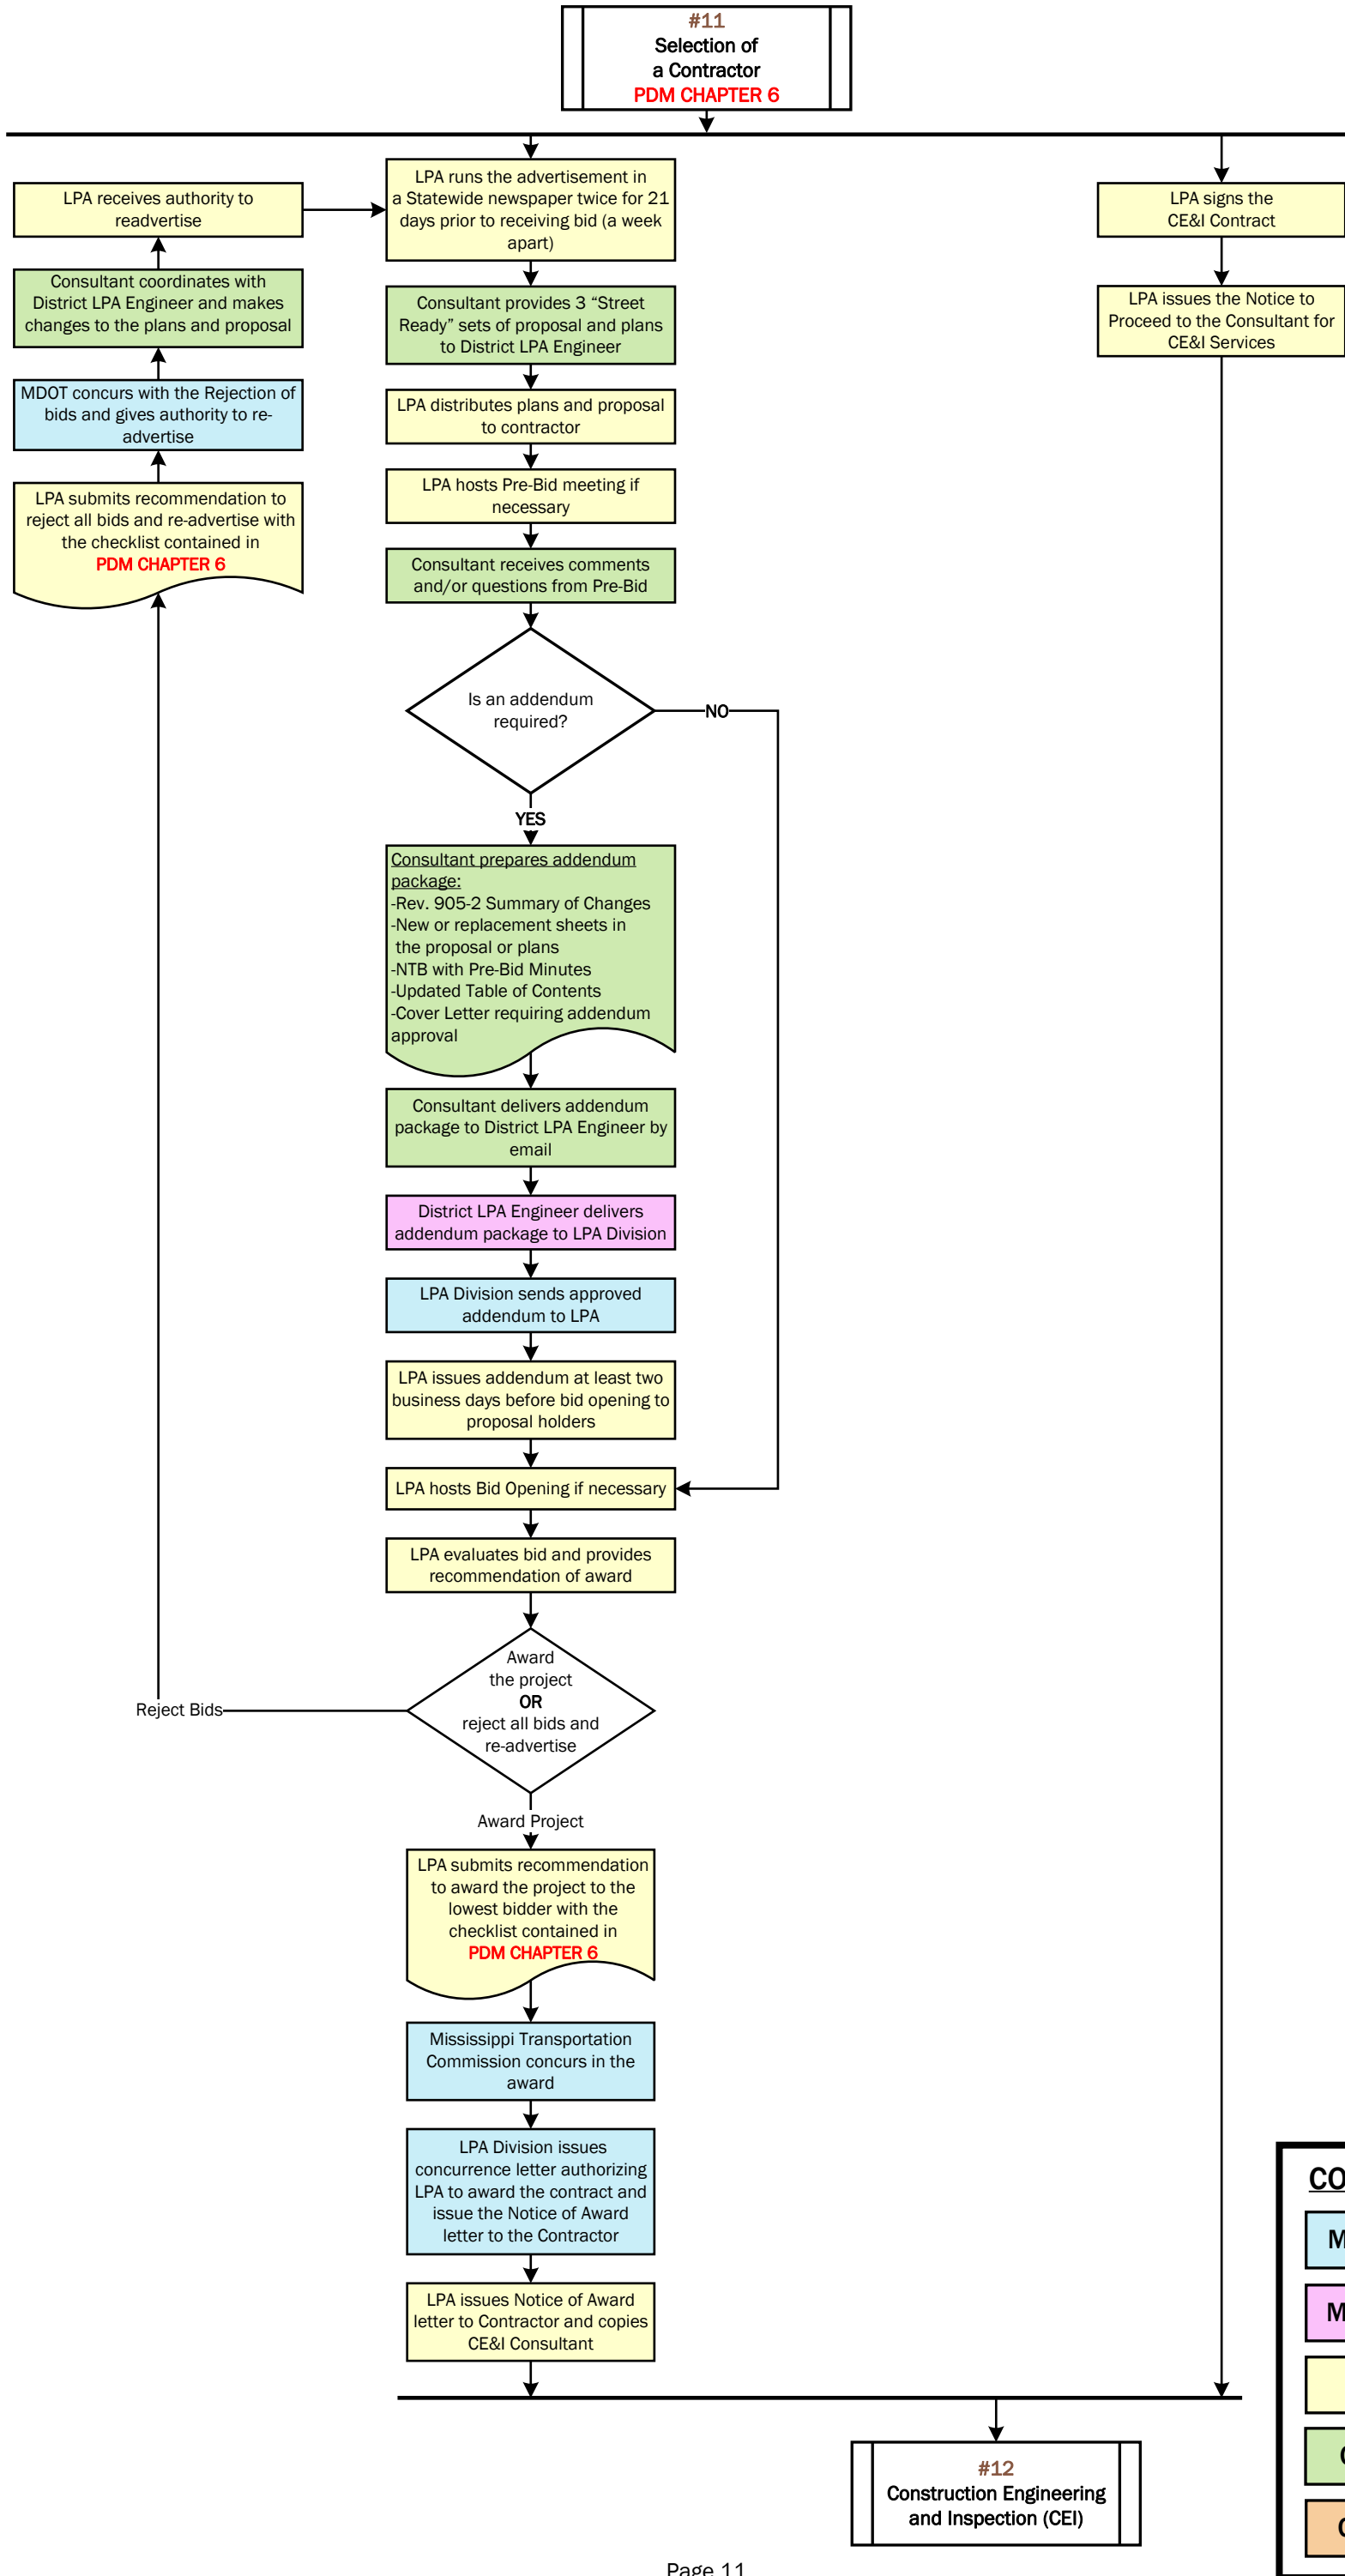 #11
Selection of
a Contractor
PDM CHAPTER 6
LPA receives authority to
readvertise
Consultant coordinates with
District LPA Engineer and makes
changes to the plans and proposal
MDOT concurs with the Rejection of
bids and gives authority to re-
advertise
LPA submits recommendation to
reject all bids and re-advertise with
the checklist contained in
PDM CHAPTER 6
LPA runs the advertisement in
a Statewide newspaper twice for 21
days prior to receiving bid (a week
apart)
Consultant provides 3 “Street
Ready” sets of proposal and plans
to District LPA Engineer
LPA distributes plans and proposal
to contractor
LPA hosts Pre-Bid meeting if
necessary
Consultant receives comments
and/or questions from Pre-Bid
Is an addendum
required?
NO
YES
Consultant prepares addendum
package:
-Rev. 905-2 Summary of Changes
-New or replacement sheets in
the proposal or plans
-NTB with Pre-Bid Minutes
-Updated Table of Contents
-Cover Letter requiring addendum
approval
Consultant delivers addendum
package to District LPA Engineer by
email
District LPA Engineer delivers
addendum package to LPA Division
LPA Division sends approved
addendum to LPA
LPA issues addendum at least two
business days before bid opening to
proposal holders
LPA hosts Bid Opening if necessary
LPA evaluates bid and provides
recommendation of award
Award
the project
OR
reject all bids and
re-advertise
Reject Bids
Award Project
LPA submits recommendation
to award the project to the
lowest bidder with the
checklist contained in
PDM CHAPTER 6
Mississippi Transportation
Commission concurs in the
award
LPA Division issues
concurrence letter authorizing
LPA to award the contract and
issue the Notice of Award
letter to the Contractor
LPA issues Notice of Award
letter to Contractor and copies
CE&I Consultant
LPA signs the
CE&I Contract
LPA issues the Notice to
Proceed to the Consultant for
CE&I Services
#12
Construction Engineering
and Inspection (CEI)
Page 11